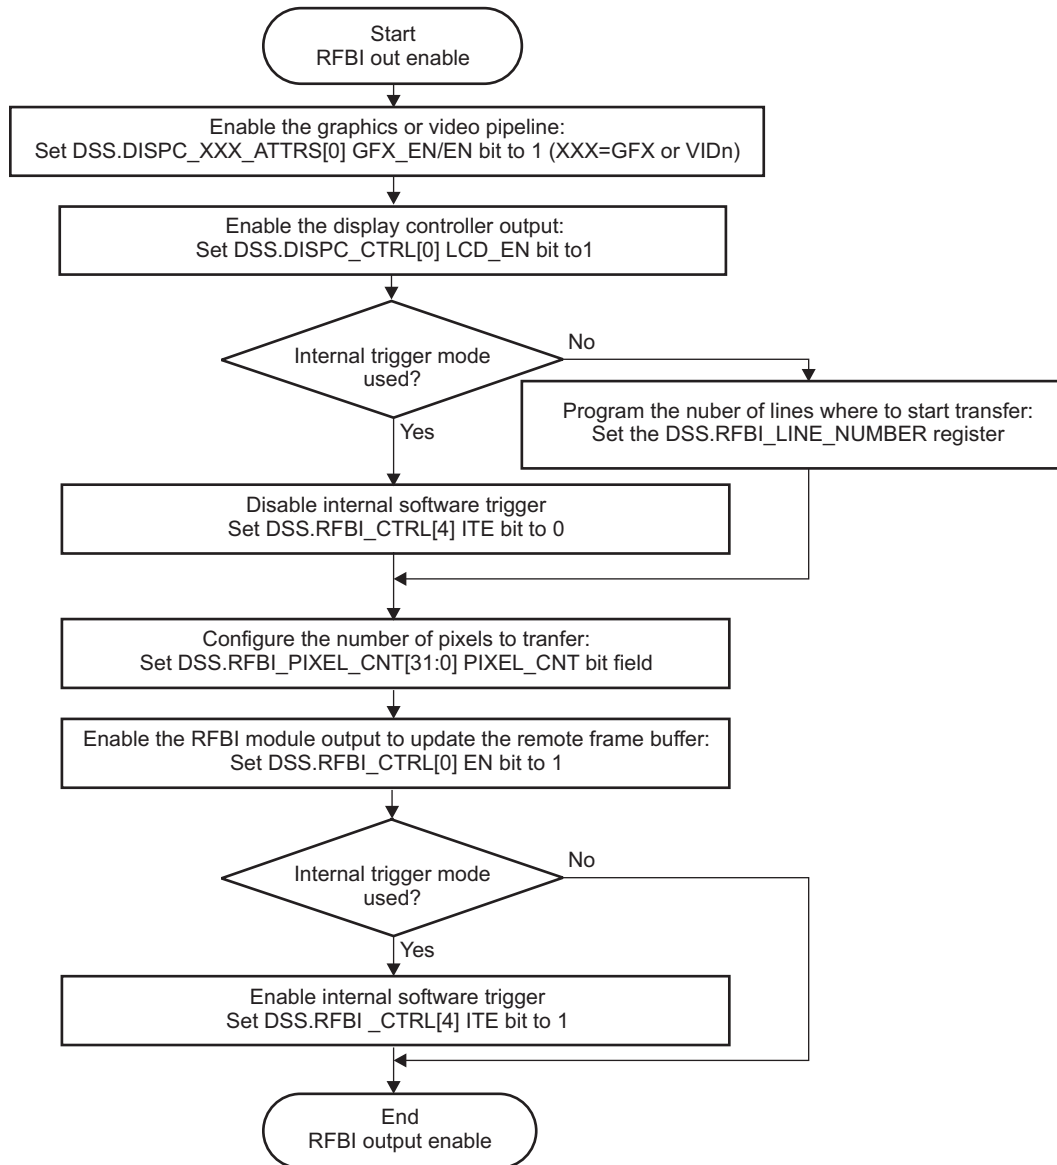 Start
RFBI out enable
Enable the graphics or video pipeline:
Set DSS.DISPC_XXX_ATTRS[0] GFX_EN/EN bit to 1 (XXX=GFX or VIDn)
Enable the display controller output:
Set DSS.DISPC_CTRL[0] LCD_EN bit to1
Internal trigger mode
used?
No
Program the nuber of lines where to start transfer:
Set the DSS.RFBI_LINE_NUMBER register
Yes
Disable internal software trigger
Set DSS.RFBI_CTRL[4] ITE bit to 0
Configure the number of pixels to tranfer:
Set DSS.RFBI_PIXEL_CNT[31:0] PIXEL_CNT bit field
Enable the RFBI module output to update the remote frame buffer:
Set DSS.RFBI_CTRL[0] EN bit to 1
Internal trigger mode
used?
No
Yes
Enable internal software trigger
Set DSS.RFBI _CTRL[4] ITE bit to 1
End
RFBI output enable